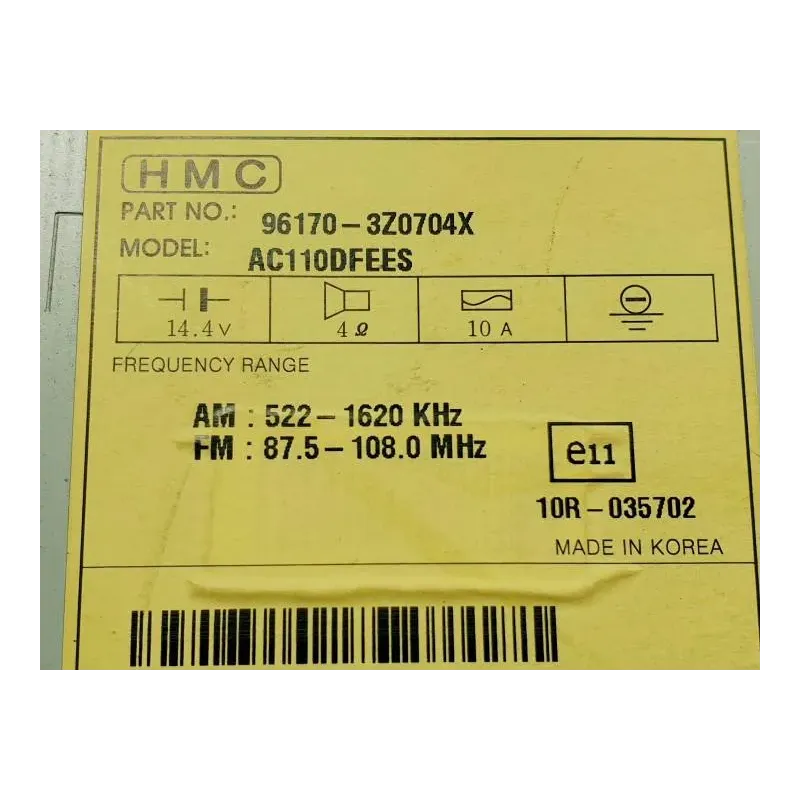 HMC
PART NO.: 96170-3Z0704X
MODEL: AC110DFEES
14.4V 4Ω 10 A
FREQUENCY RANGE
AM : 522-1620 KHz
FM : 87.5-108.0 MHz
e11
10R-035702
MADE IN KOREA